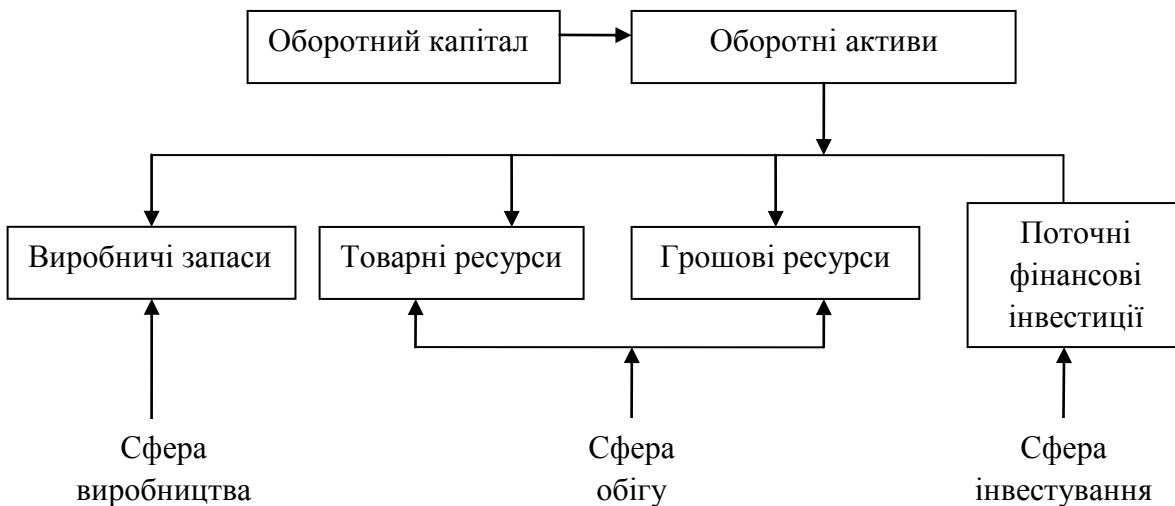 Оборотний капітал
Оборотні активи
Виробничі запаси
Товарні ресурси
Грошові ресурси
Поточні
фінансові
інвестиції
Сфера
виробництва
Сфера
обігу
Сфера
інвестування